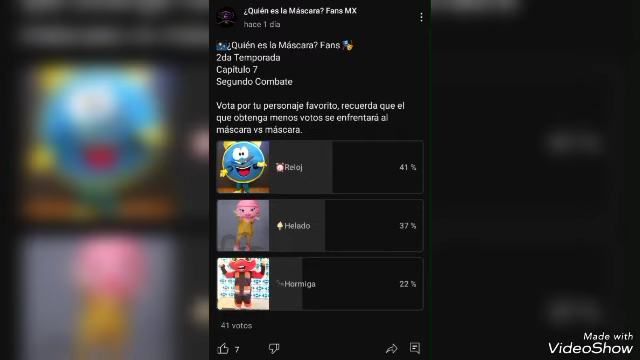 ¿Quién es la Máscara? Fans MX
hace 1 día
¿Quién es la Máscara? Fans
2da Temporada
Capítulo 7
Segundo Combate
Vota por tu personaje favorito, recuerda que el
que obtenga menos votos se enfrentará al
máscara vs máscara.
Reloj 41 %
Helado 37 %
Hormiga 22 %
41 votos
7
Made with
VideoShow